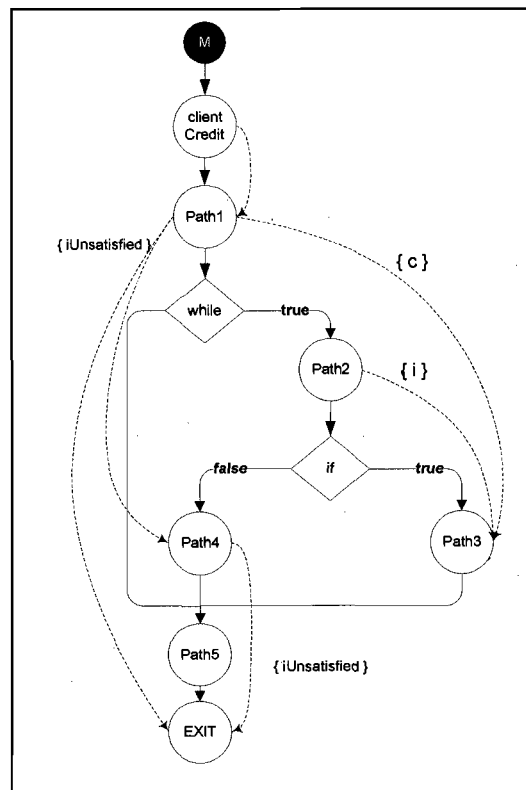 M
client
Credit
Path1
{ iUnsatisfied }
{ c }
while
true
Path2
{ i }
if
false
true
Path4
Path3
Path5
{ iUnsatisfied }
EXIT